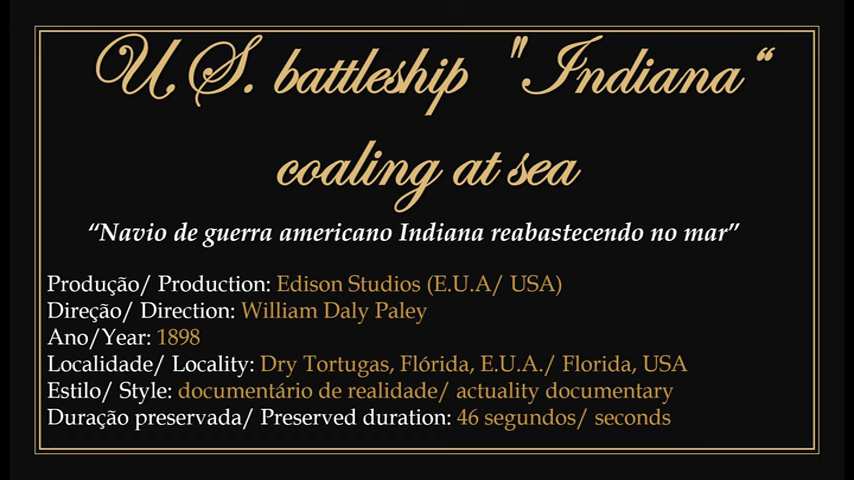 U.S. battleship "Indiana“
coaling at sea
“Navio de guerra americano Indiana reabastecendo no mar”
Produção/ Production: Edison Studios (E.U.A/ USA)
Direção/ Direction: William Daly Paley
Ano/Year: 1898
Localidade/ Locality: Dry Tortugas, Flórida, E.U.A./ Florida, USA
Estilo/ Style: documentário de realidade/ actuality documentary
Duração preservada/ Preserved duration: 46 segundos/ seconds